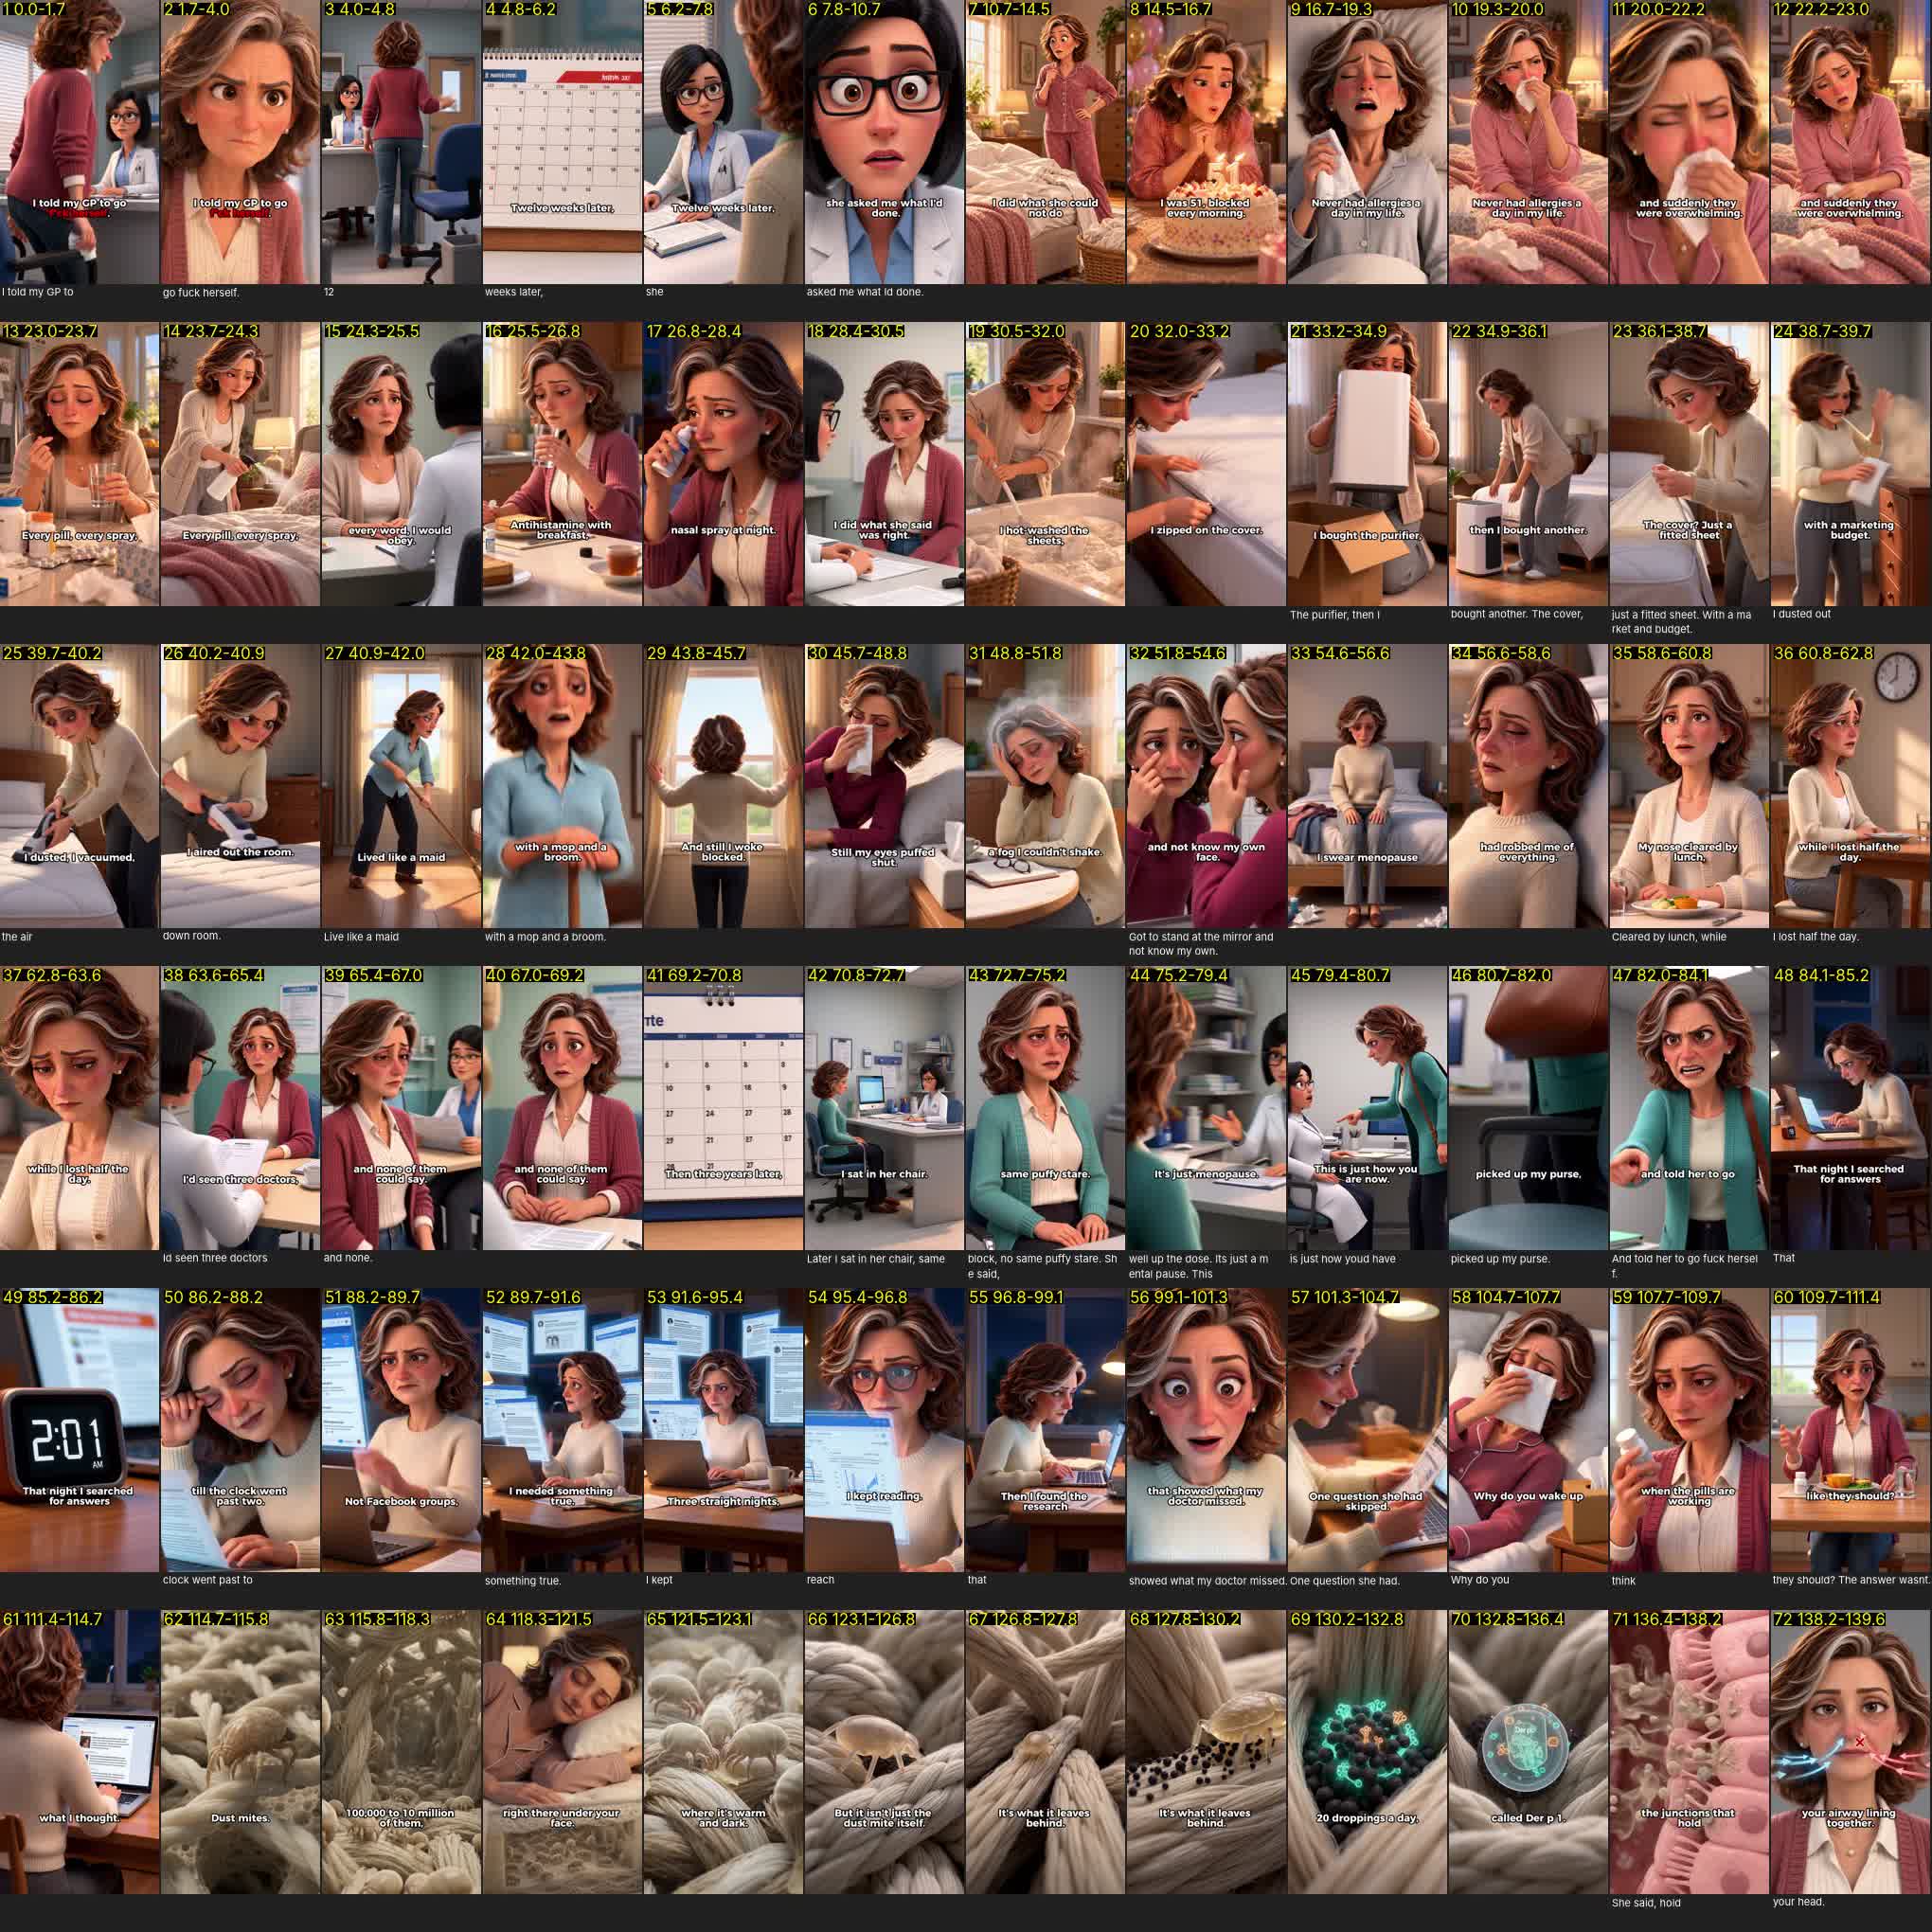 1 0.0-1.7
I told my GP to go
f*ck herself.
I told my GP to
2 1.7-4.0
I told my GP to go
f*ck herself.
go fuck herself.
3 4.0-4.8
12
4 4.8-6.2
Twelve weeks later,
weeks later,
5 6.2-7.8
Twelve weeks later,
she
6 7.8-10.7
she asked me what I'd
done.
asked me what Id done.
7 10.7-14.5
I did what she could
not do
8 14.5-16.7
51
I was 51, blocked
every morning.
9 16.7-19.3
Never had allergies a
day in my life.
10 19.3-20.0
Never had allergies a
day in my life.
11 20.0-22.2
and suddenly they
were overwhelming.
12 22.2-23.0
and suddenly they
were overwhelming.
13 23.0-23.7
Every pill, every spray,
14 23.7-24.3
Every pill, every spray,
15 24.3-25.5
every word, I would
obey.
16 25.5-26.8
Antihistamine with
breakfast,
17 26.8-28.4
nasal spray at night.
18 28.4-30.5
I did what she said
was right.
19 30.5-32.0
I hot-washed the
sheets,
20 32.0-33.2
I zipped on the cover.
21 33.2-34.9
I bought the purifier,
The purifier, then I
22 34.9-36.1
then I bought another.
bought another. The cover,
23 36.1-38.7
The cover? Just a
fitted sheet
just a fitted sheet. With a ma
rket and budget.
24 38.7-39.7
with a marketing
budget.
I dusted out
25 39.7-40.2
I dusted, I vacuumed,
the air
26 40.2-40.9
I aired out the room.
down room.
27 40.9-42.0
Lived like a maid
Live like a maid
28 42.0-43.8
with a mop and a
broom.
with a mop and a broom.
29 43.8-45.7
And still I woke
blocked.
30 45.7-48.8
Still my eyes puffed
shut.
31 48.8-51.8
a fog I couldn't shake.
32 51.8-54.6
and not know my own
face.
Got to stand at the mirror and
not know my own.
33 54.6-56.6
I swear menopause
34 56.6-58.6
had robbed me of
everything.
35 58.6-60.8
My nose cleared by
lunch,
Cleared by lunch, while
36 60.8-62.8
while I lost half the
day.
I lost half the day.
37 62.8-63.6
while I lost half the
day.
38 63.6-65.4
I'd seen three doctors,
Id seen three doctors
39 65.4-67.0
and none of them
could say.
and none.
40 67.0-69.2
and none of them
could say.
41 69.2-70.8
Then three years later,
42 70.8-72.7
I sat in her chair.
Later I sat in her chair, same
43 72.7-75.2
same puffy stare.
block, no same puffy stare. Sh
e said,
44 75.2-79.4
It's just menopause.
well up the dose. Its just a m
ental pause. This
45 79.4-80.7
This is just how you
are now.
is just how youd have
46 80.7-82.0
picked up my purse,
picked up my purse.
47 82.0-84.1
and told her to go
And told her to go fuck hersel
f.
48 84.1-85.2
That night I searched
for answers
That
49 85.2-86.2
2:01
AM
That night I searched
for answers
50 86.2-88.2
till the clock went
past two.
clock went past to
51 88.2-89.7
Not Facebook groups,
52 89.7-91.6
I needed something
true.
something true.
53 91.6-95.4
Three straight nights,
I kept
54 95.4-96.8
I kept reading.
reach
55 96.8-99.1
Then I found the
research
that
56 99.1-101.3
that showed what my
doctor missed.
showed what my doctor missed.
57 101.3-104.7
One question she had
skipped.
One question she had.
58 104.7-107.7
Why do you wake up
Why do you
59 107.7-109.7
when the pills are
working
think
60 109.7-111.4
like they should?
they should? The answer wasnt.
61 111.4-114.7
what I thought.
62 114.7-115.8
Dust mites.
63 115.8-118.3
100,000 to 10 million
of them,
64 118.3-121.5
right there under your
face.
65 121.5-123.1
where it's warm
and dark.
66 123.1-126.8
But it isn't just the
dust mite itself.
67 126.8-127.8
It's what it leaves
behind.
68 127.8-130.2
It's what it leaves
behind.
69 130.2-132.8
20 droppings a day,
70 132.8-136.4
Der p 1
called Der p 1.
71 136.4-138.2
the junctions that
hold
She said, hold
72 138.2-139.6
your airway lining
together.
your head.